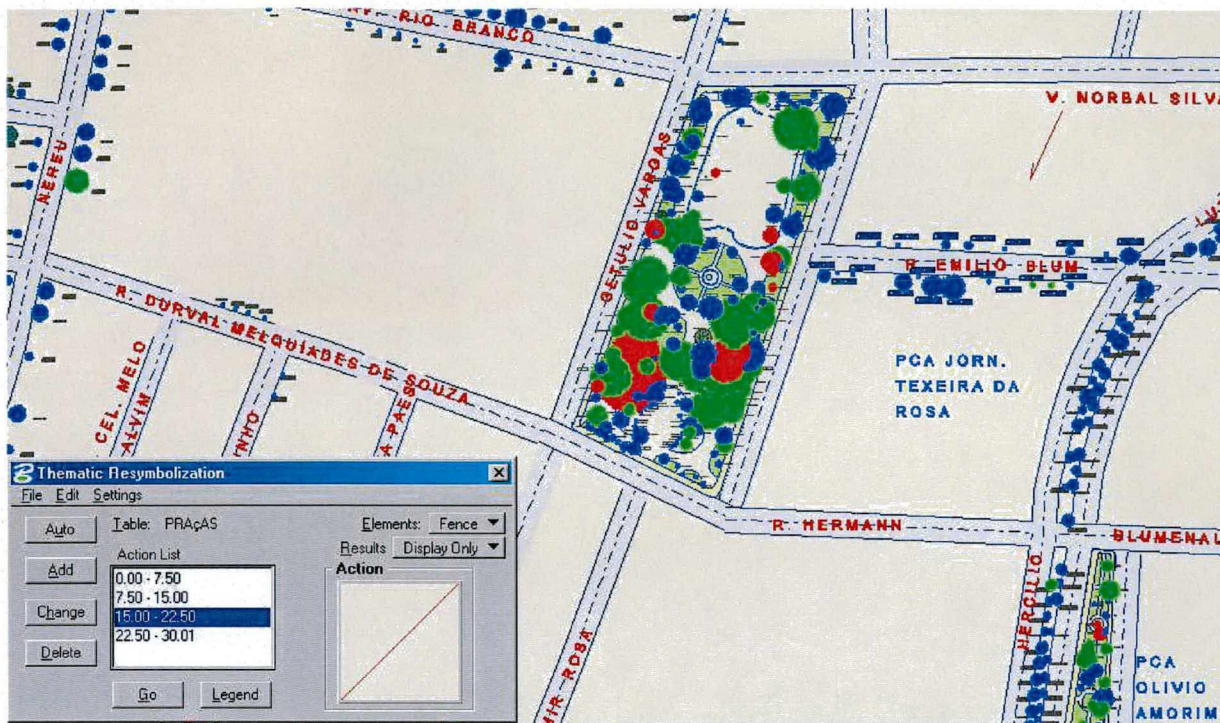 RIO BRANCO
V. NORBAL SILVA
NEREU
GETULIO VARGAS
R. EMILIO BLUM
R. DURVAL MELQUIADES DE SOUZA
PCA JORN.
TEXEIRA DA
ROSA
CEL. MELO
ALVIM
NHO
A PAES
R. HERMANN
BLUMENAU
HERCILIO
MIR ROSA
PCA
OLIVIO
AMORIM
Thematic Resymbolization
File Edit Settings
Auto
Table: PRAçAS
Elements: Fence
Results Display Only
Add
Action List
Action
0.00 - 7.50
7.50 - 15.00
15.00 - 22.50
22.50 - 30.01
Change
Delete
Go
Legend